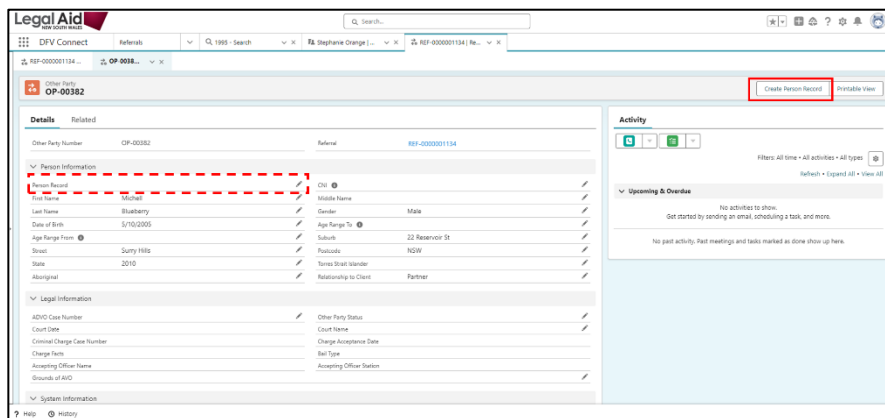 Legal Aid
NEW SOUTH WALES
Search...
DFV Connect
Referrals
1965 - Search
Stephanie Orange | ...
REF-0000001134 | Re...
REF-0000001134 ...
OP-0038...
Other Party
OP-00382
Create Person Record
Printable View
Details
Related
Other Party Number OP-00382
Referral REF-0000001134
Person Information
Person Record
CNI
First Name Michell
Middle Name
Last Name Blueberry
Gender Male
Date of Birth 5/10/2005
Age Range To
Age Range From
Suburb 22 Reservoir St
Street Surry Hills
Postcode NSW
State 2010
Torres Strait Islander
Aboriginal
Relationship to Client Partner
Legal Information
ADVO Case Number
Other Party Status
Court Date
Court Name
Criminal Charge Case Number
Charge Acceptance Date
Charge Facts
Bail Type
Accepting Officer Name
Accepting Officer Station
Grounds of AVO
System Information
Activity
Filters: All time • All activities • All types
Refresh • Expand All • View All
Upcoming & Overdue
No activities to show.
Get started by sending an email, scheduling a task, and more.
No past activity. Past meetings and tasks marked as done show up here.
? Help
History